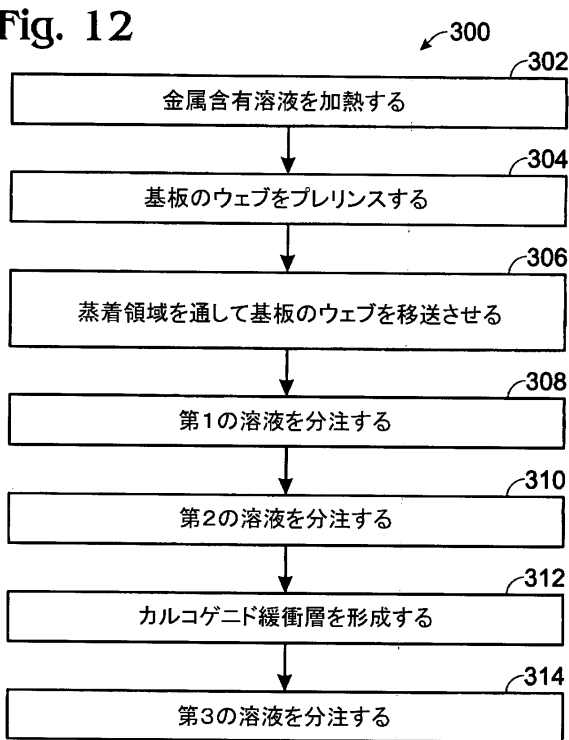 Fig. 12
300
302
金属含有溶液を加熱する
304
基板のウェブをプレリンスする
306
蒸着領域を通して基板のウェブを移送させる
308
第1の溶液を分注する
310
第2の溶液を分注する
312
カルコゲニド緩衝層を形成する
314
第3の溶液を分注する